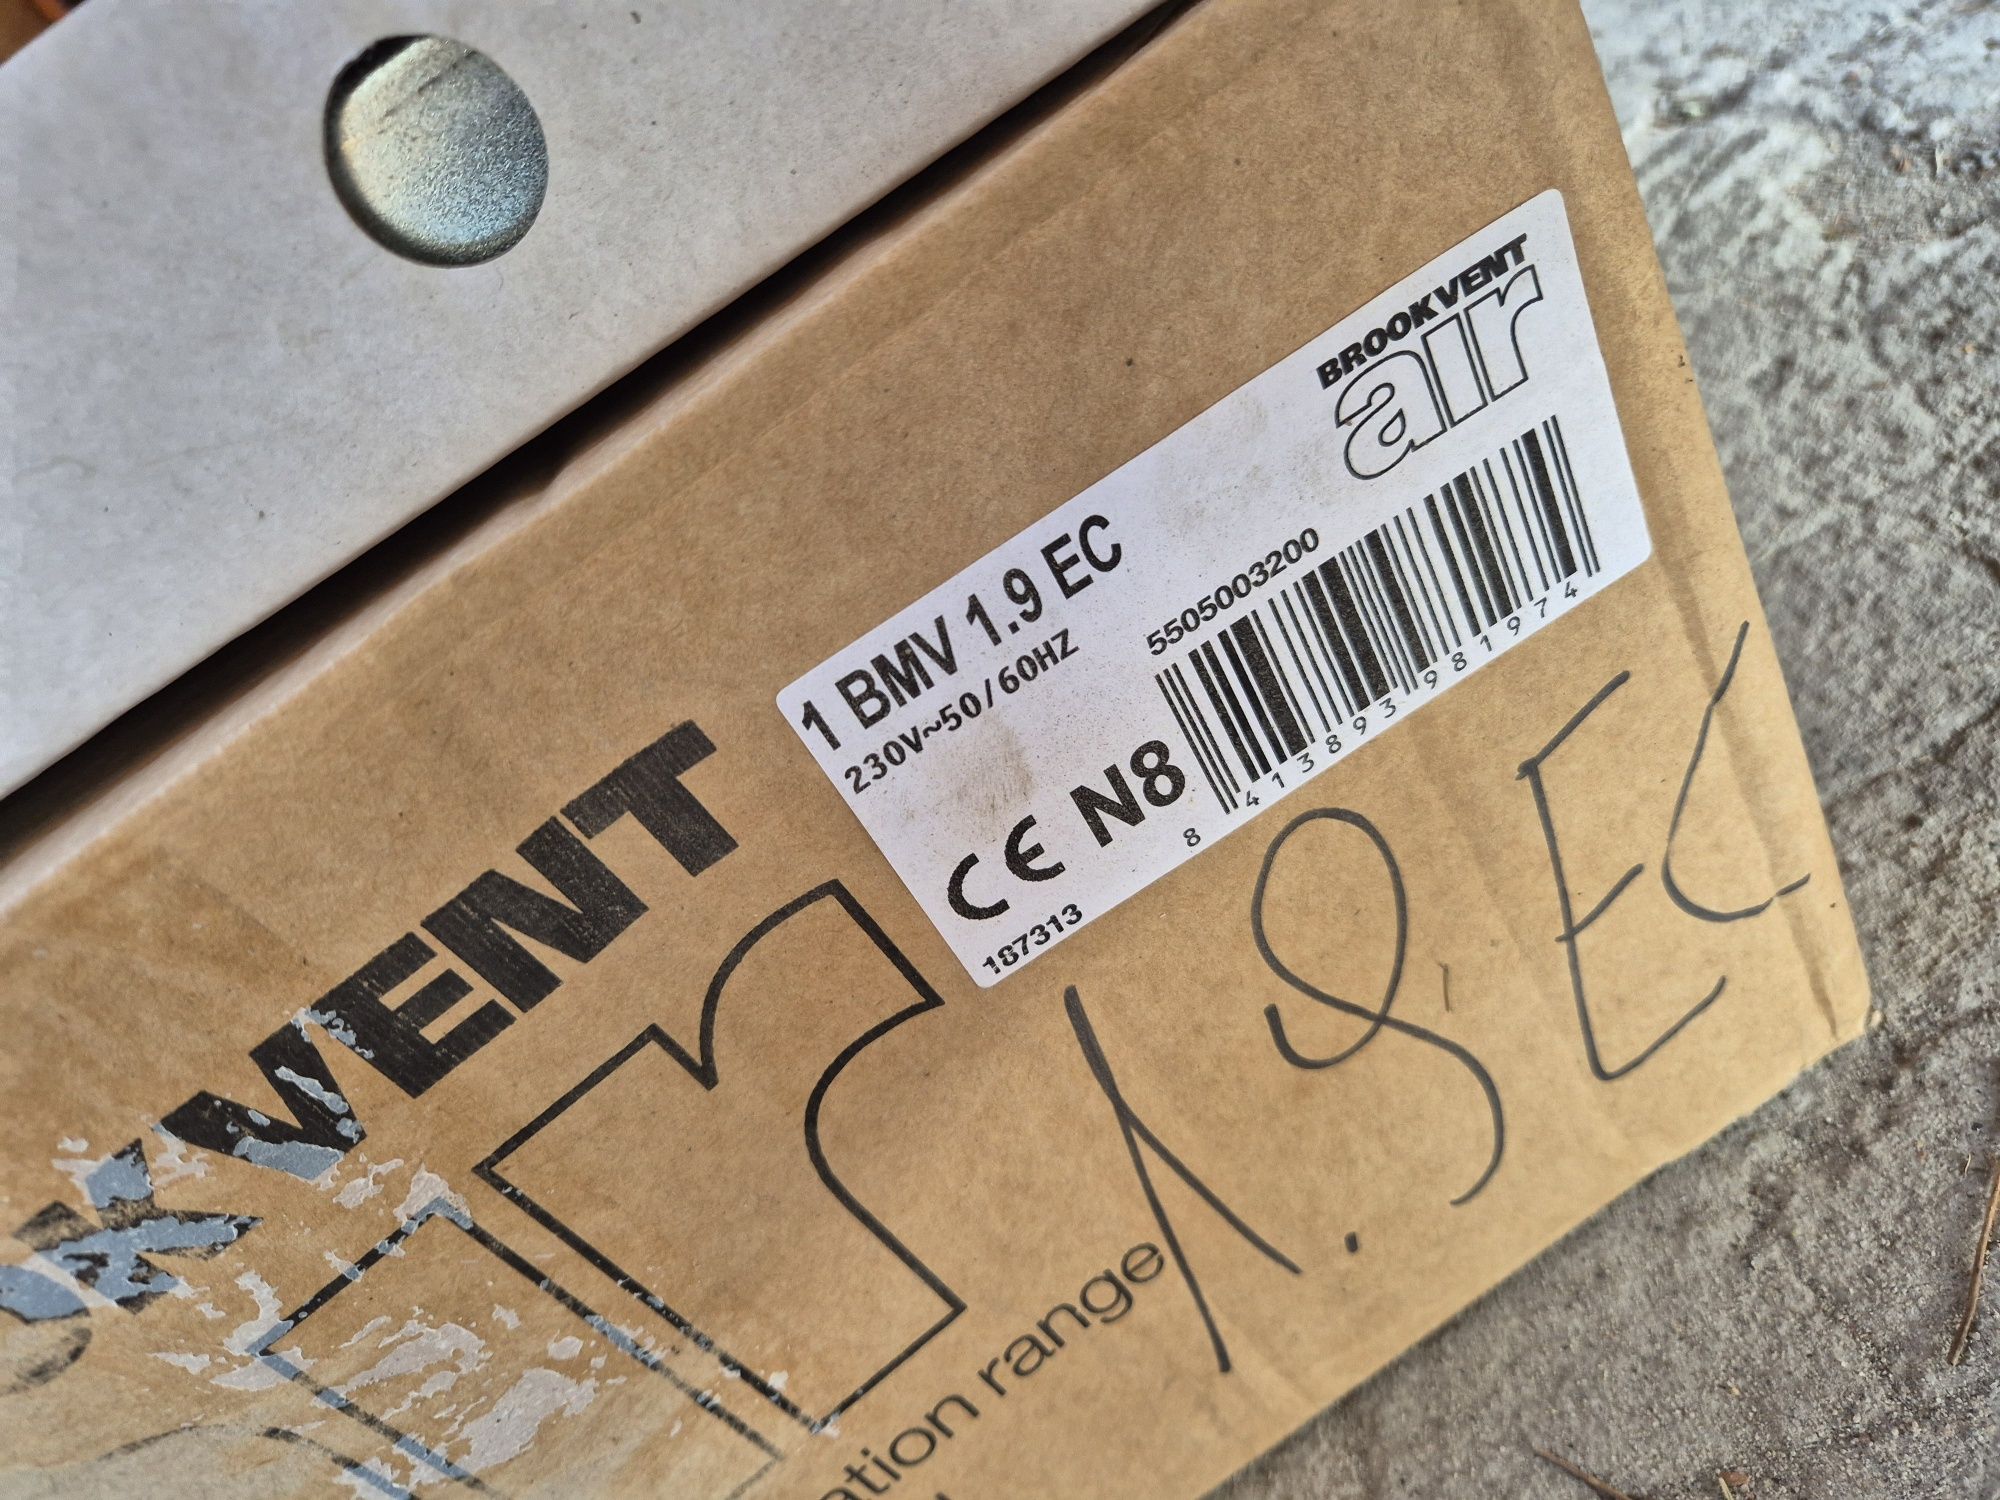 BROOKVENT
air
1 BMV 1.9 EC
230V~50/60HZ
5505003200
CE N8
8 413893 981974
187313
KVENT
1.9 EC
ation range